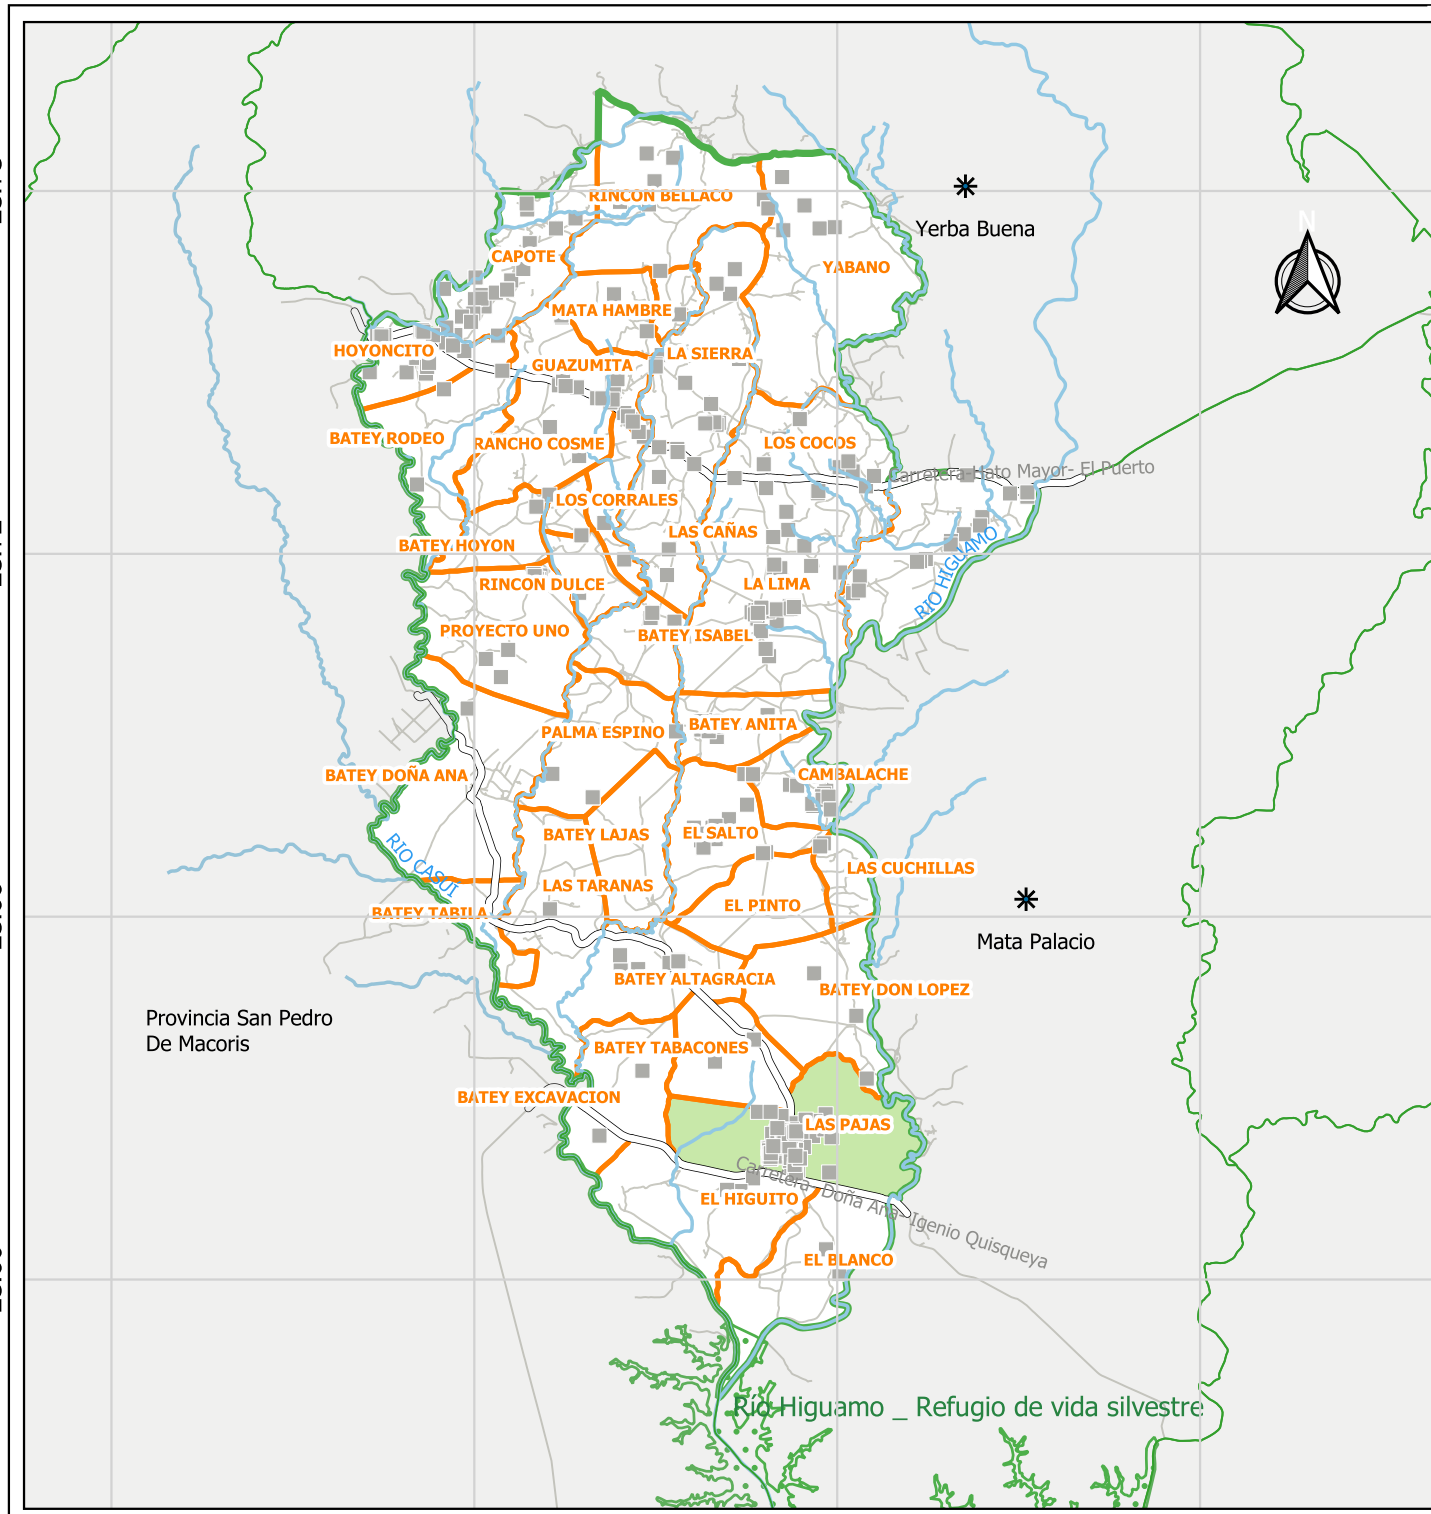 Yerba Buena
N
RINCON BELLACO
CAPOTE
YABANO
MATA HAMBRE
HOYONCITO
LA SIERRA
GUAZUMITA
BATEY RODEO
RANCHO COSME
LOS COCOS
Carretera-Hato Mayor- El Puerto
LOS CORRALES
LAS CAÑAS
BATEY HOYON
RIO HIGUAMO
RINCON DULCE
LA LIMA
PROYECTO UNO
BATEY ISABEL
BATEY ANITA
PALMA ESPINO
BATEY DOÑA ANA
CAMBALACHE
BATEY LAJAS
EL SALTO
RIO CASUI
LAS CUCHILLAS
LAS TARANAS
EL PINTO
BATEY TABILA
Mata Palacio
BATEY ALTAGRACIA
BATEY DON LOPEZ
Provincia San Pedro
De Macoris
BATEY TABACONES
BATEY EXCAVACION
LAS PAJAS
Carretera- Doña Ana- Igenio Quisqueya
EL HIGUITO
EL BLANCO
Río Higuamo _ Refugio de vida silvestre